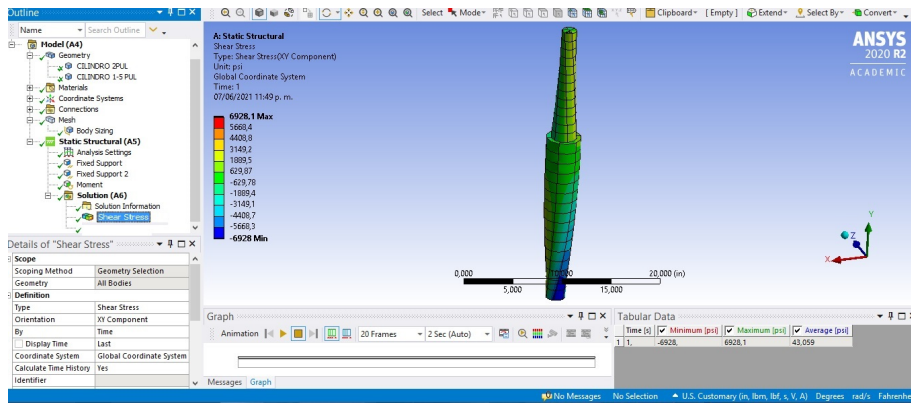 Outline
Name
Search Outline
Model (A4)
Geometry
CILINDRO 2PUL
CILINDRO 1-5 PUL
Materials
Coordinate Systems
Connections
Mesh
Body Sizing
Static Structural (A5)
Analysis Settings
Fixed Support
Fixed Support 2
Moment
Solution (A6)
Solution Information
Shear Stress
Details of "Shear Stress"
Scope
Scoping Method Geometry Selection
Geometry All Bodies
Definition
Type Shear Stress
Orientation XY Component
By Time
Display Time Last
Coordinate System Global Coordinate System
Calculate Time History Yes
Identifier
Select Mode Clipboard [ Empty ] Extend Select By Convert
A: Static Structural
Shear Stress
Type: Shear Stress(XY Component)
Unit: psi
Global Coordinate System
Time: 1
07/06/2021 11:49 p. m.
6928,1 Max
5668,4
4408,8
3149,2
1889,5
629,87
-629,78
-1889,4
-3149,1
-4408,7
-5668,3
-6928 Min
ANSYS
2020 R2
ACADEMIC
Y
Z
X
0,000 10,000 20,000 (in)
5,000 15,000
Graph
Animation 20 Frames 2 Sec (Auto)
Messages Graph
Tabular Data
Time [s] Minimum [psi] Maximum [psi] Average [psi]
1 1, -6928, 6928,1 43,059
No Messages No Selection U.S. Customary (in, lbm, lbf, s, V, A) Degrees rad/s Fahrenhe